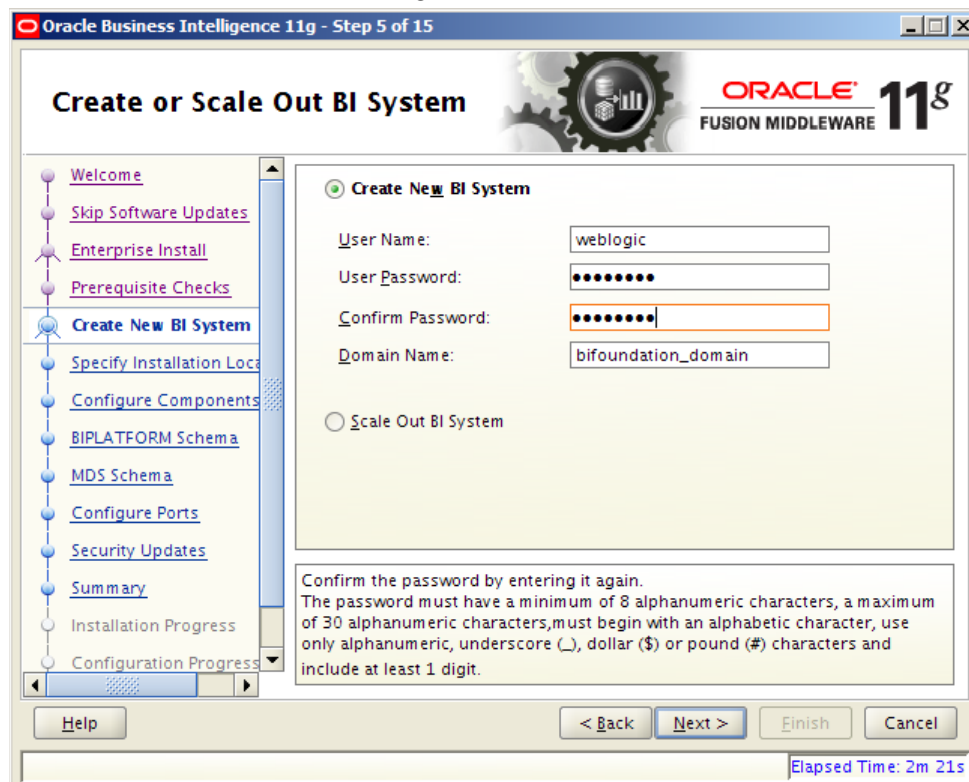 Oracle Business Intelligence 11g - Step 5 of 15
Create or Scale Out BI System
ORACLE
FUSION MIDDLEWARE
11g
Welcome
Skip Software Updates
Enterprise Install
Prerequisite Checks
Create New BI System
Specify Installation Loca
Configure Components
BIPLATFORM Schema
MDS Schema
Configure Ports
Security Updates
Summary
Installation Progress
Configuration Progress
Create New BI System
User Name: weblogic
User Password: ●●●●●●●●
Confirm Password: ●●●●●●●●
Domain Name: bifoundation_domain
Scale Out BI System
Confirm the password by entering it again.
The password must have a minimum of 8 alphanumeric characters, a maximum
of 30 alphanumeric characters,must begin with an alphabetic character, use
only alphanumeric, underscore (_), dollar ($) or pound (#) characters and
include at least 1 digit.
Help
< Back
Next >
Finish
Cancel
Elapsed Time: 2m 21s